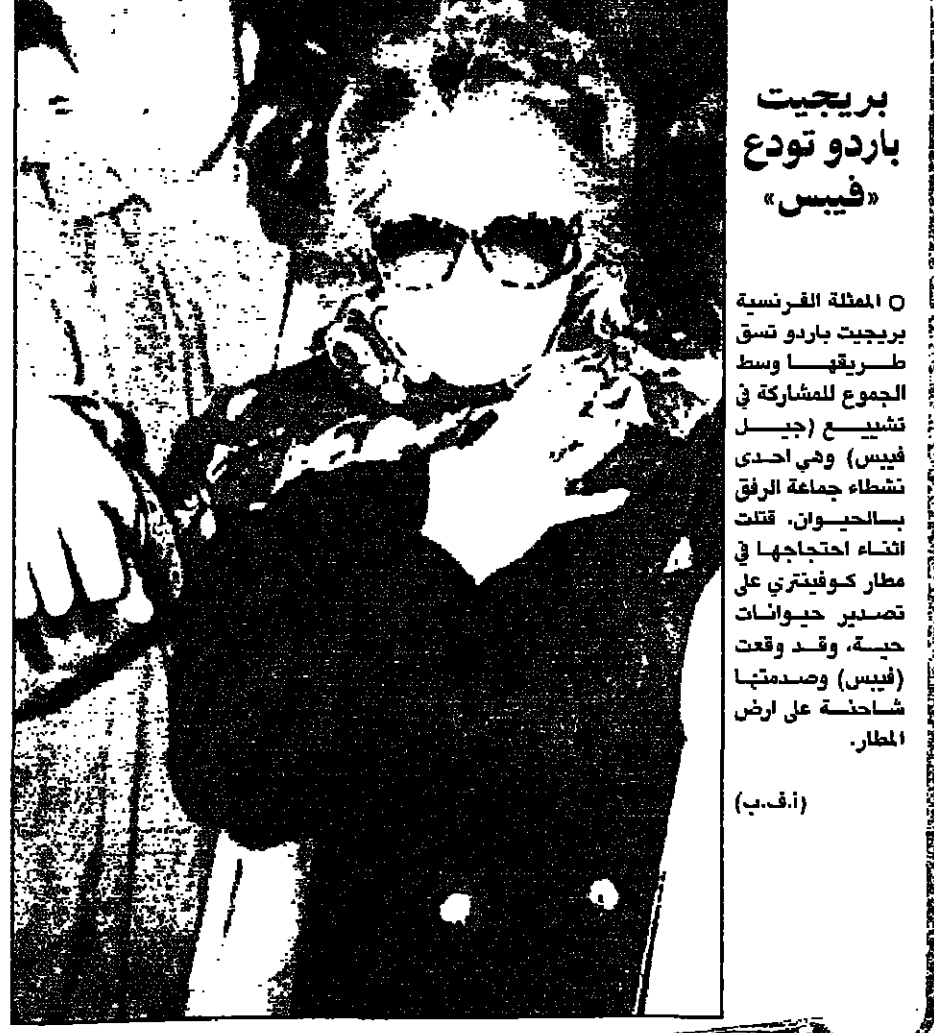 بريجيت
باردو تودع
«فيبس»
○ الممثلة الفرنسية
بريجيت باردو تسق
طريقها وسط
الجموع للمشاركة في
تشييع (جيل
فيبس) وهي احدى
نشطاء جماعة الرفق
بالحيوان. قتلت
اثناء احتجاجها في
مطار كوفينتري على
تصدير حيوانات
حية، وقد وقعت
(فيبس) وصدمتها
شاحنة على ارض
المطار.
(أ.ف.ب)